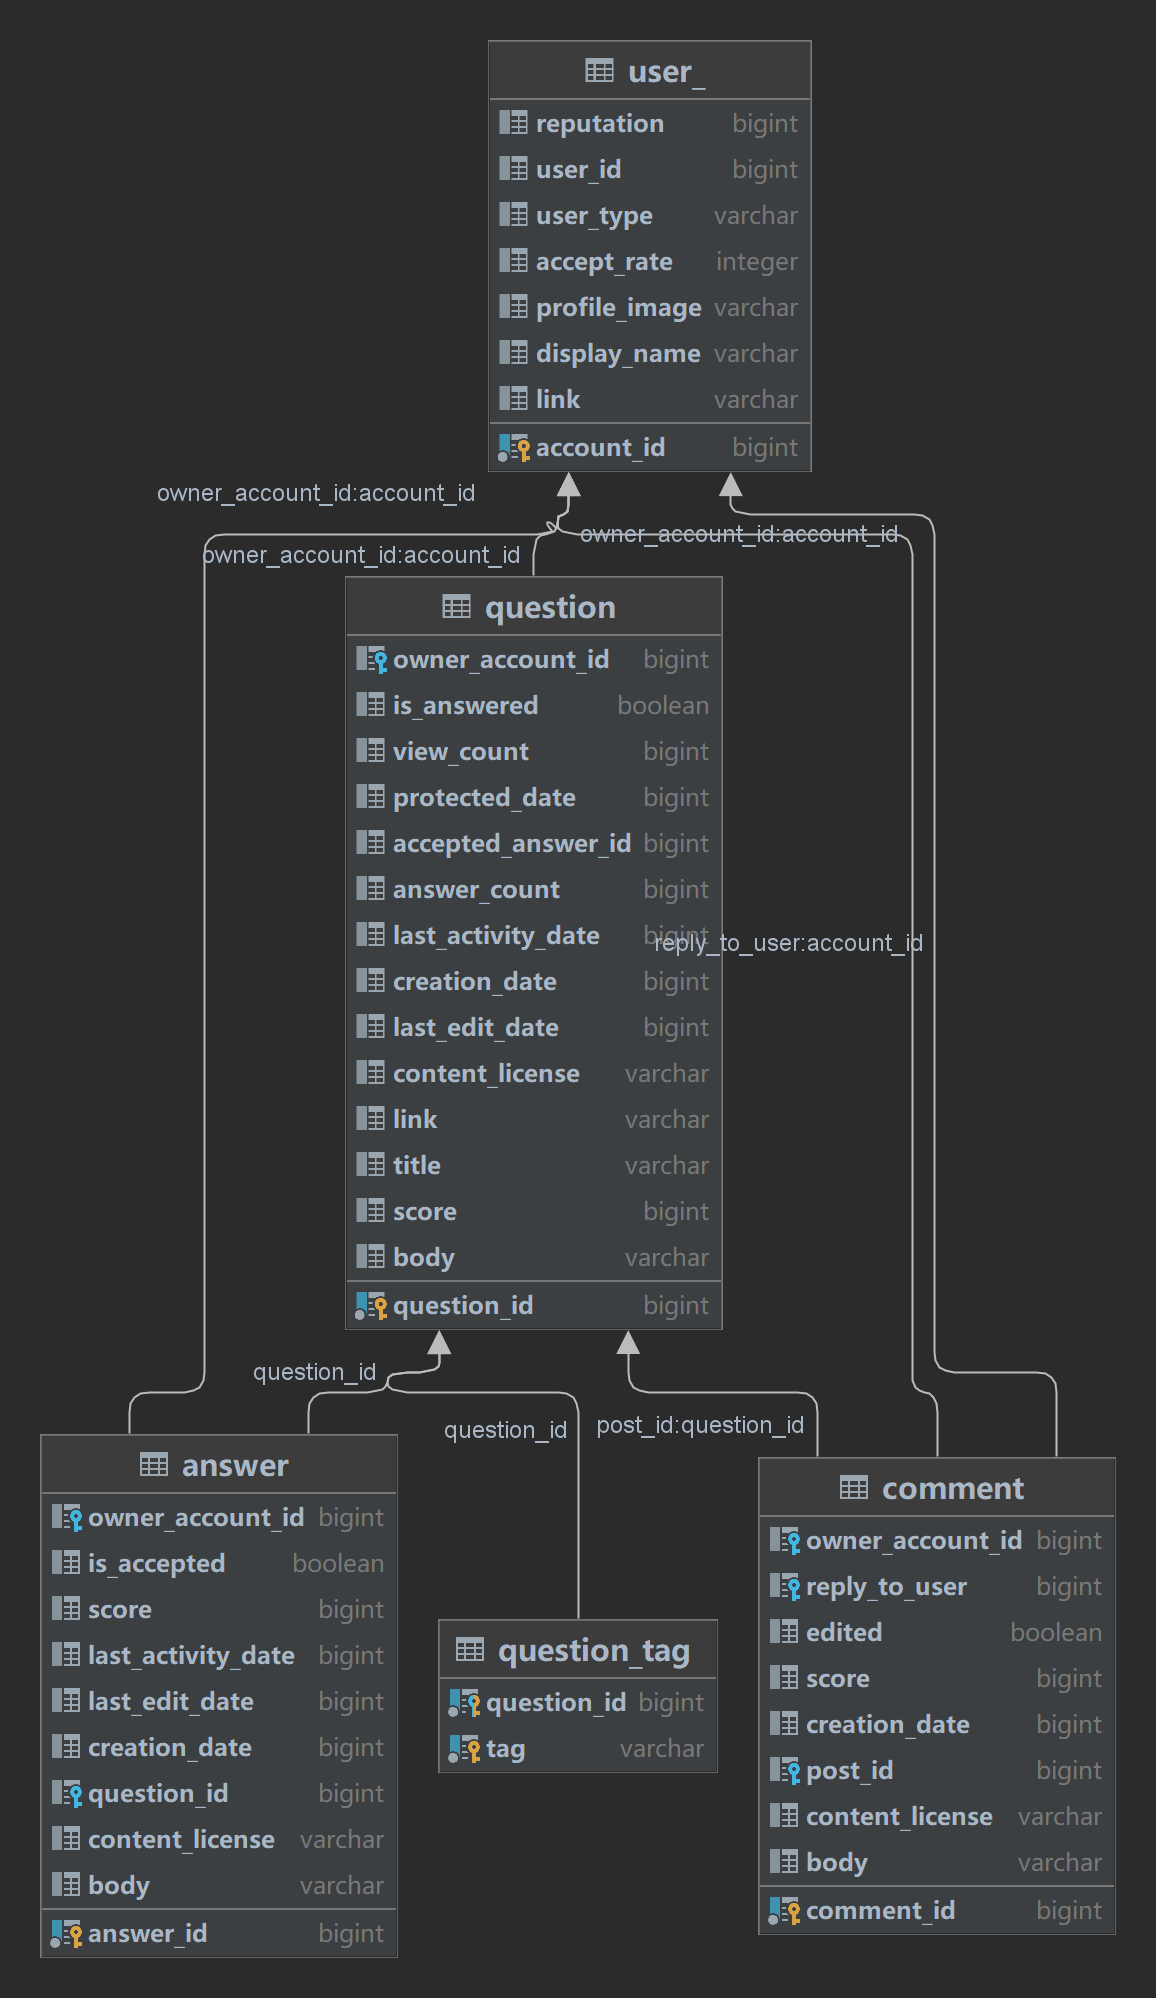 user_
reputation bigint
user_id bigint
user_type varchar
accept_rate integer
profile_image varchar
display_name varchar
link varchar
account_id bigint
owner_account_id:account_id
owner_account_id:account_id
owner_account_id:account_id
question
owner_account_id bigint
is_answered boolean
view_count bigint
protected_date bigint
accepted_answer_id bigint
answer_count bigint
last_activity_date bigint
reply_to_user:account_id
creation_date bigint
last_edit_date bigint
content_license varchar
link varchar
title varchar
score bigint
body varchar
question_id bigint
question_id
question_id
post_id:question_id
answer
owner_account_id bigint
is_accepted boolean
score bigint
last_activity_date bigint
last_edit_date bigint
creation_date bigint
question_id bigint
content_license varchar
body varchar
answer_id bigint
question_tag
question_id bigint
tag varchar
comment
owner_account_id bigint
reply_to_user bigint
edited boolean
score bigint
creation_date bigint
post_id bigint
content_license varchar
body varchar
comment_id bigint